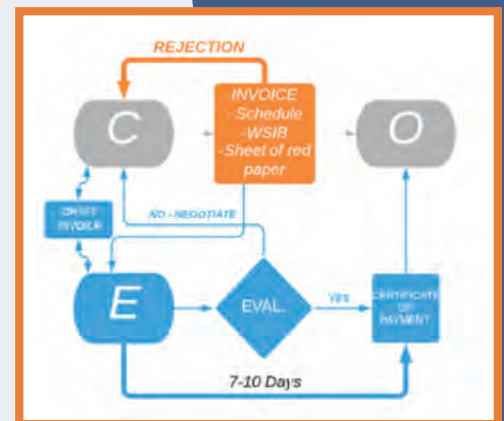 REJECTION
C
INVOICE
- Schedule
-WSIB
-Sheet of red
paper
O
DRAFT
INVOICE
NO - NEGOTIATE
E
EVAL.
Yes
CERTIFICATE
OF
PAYMENT
7-10 Days